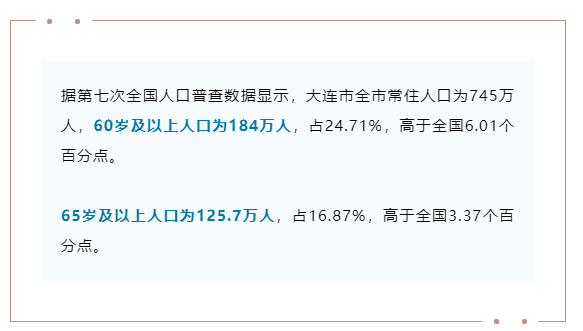 据第七次全国人口普查数据显示，大连市全市常住人口为745万
人，60岁及以上人口为184万人，占24.71%，高于全国6.01个
百分点。
65岁及以上人口为125.7万人，占16.87%，高于全国3.37个百
分点。